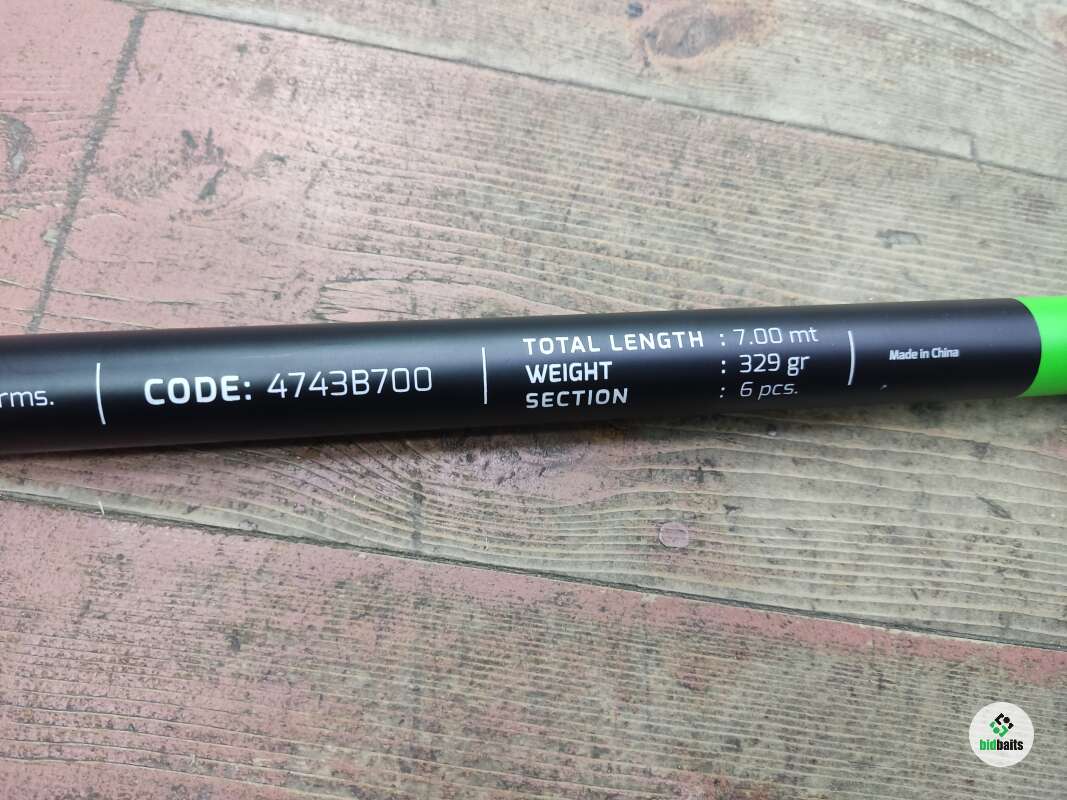 rms.
CODE: 4743B700
TOTAL LENGTH : 7.00 mt
WEIGHT : 329 gr
SECTION : 6 pcs.
Made in China
bidbaits